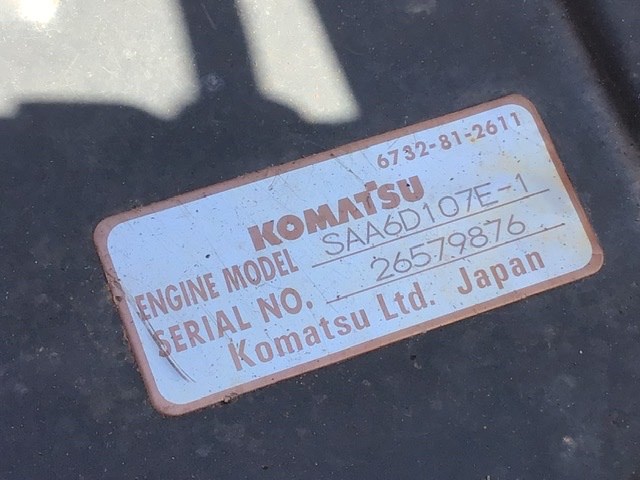 6732-81-2611
KOMATSU
ENGINE MODEL SAA6D107E-1
SERIAL NO. 26579876
Komatsu Ltd. Japan